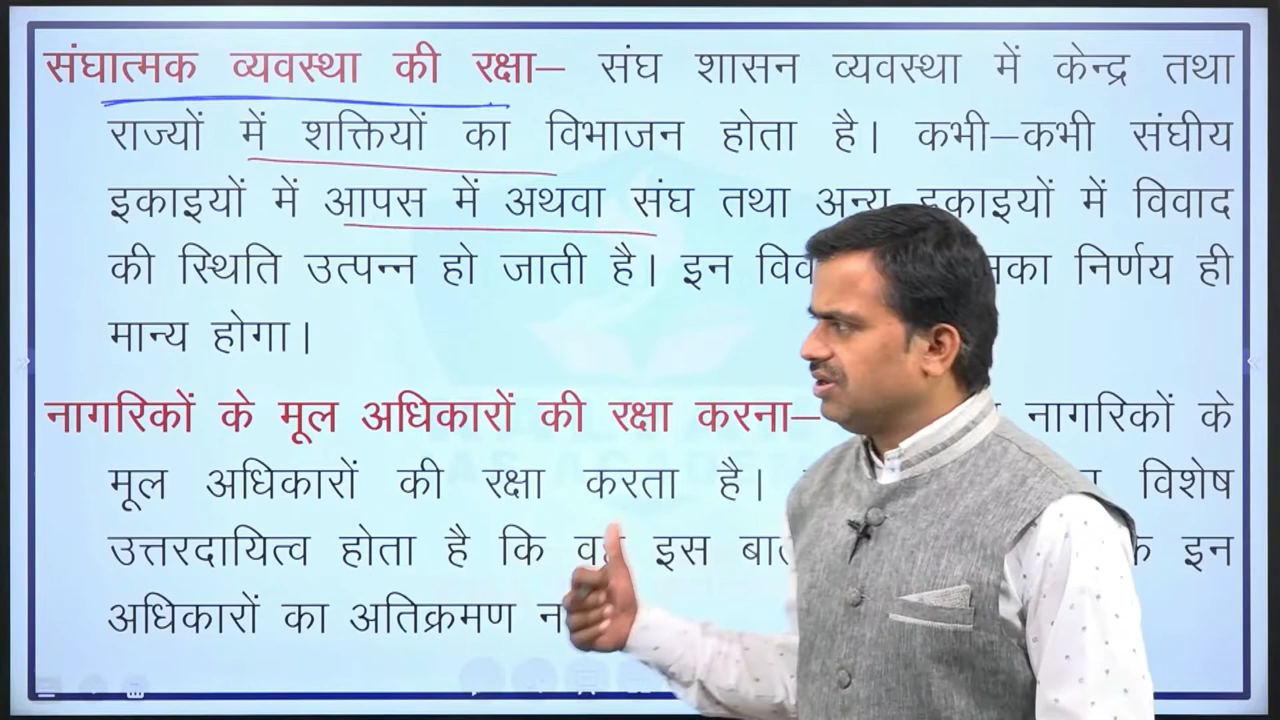 संघात्मक व्यवस्था की रक्षा– संघ शासन व्यवस्था में केन्द्र तथा
राज्यों में शक्तियों का विभाजन होता है। कभी–कभी संघीय
इकाइयों में आपस में अथवा संघ तथा अन्य इकाइयों में विवाद
की स्थिति उत्पन्न हो जाती है। इन निर्णय ही
मान्य होगा।
नागरिकों के मूल अधिकारों की रक्षा करना– नागरिकों के
मूल अधिकारों की रक्षा करता है। विशेष
उत्तरदायित्व होता है कि वह इस इन
अधिकारों का अतिक्रमण